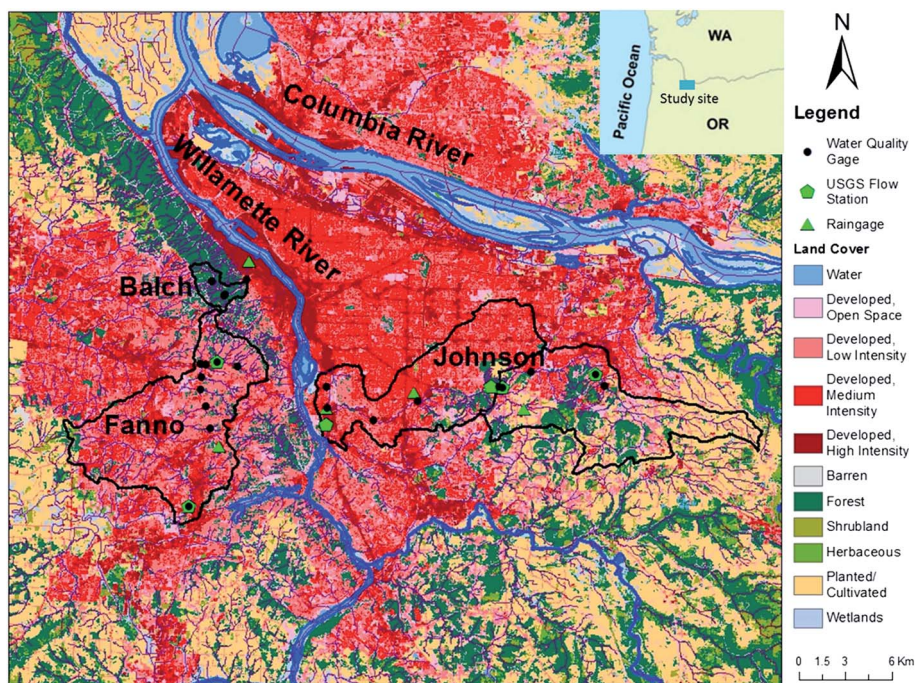 WA
Pacific Ocean
Study site
OR
Columbia River
Willamette River
Balch
Johnson
Fanno
N
Legend
Water Quality
Gage
USGS Flow
Station
Raingage
Land Cover
Water
Developed,
Open Space
Developed,
Low Intensity
Developed,
Medium
Intensity
Developed,
High Intensity
Barren
Forest
Shrubland
Herbaceous
Planted/
Cultivated
Wetlands
0 1.5 3 6 Km